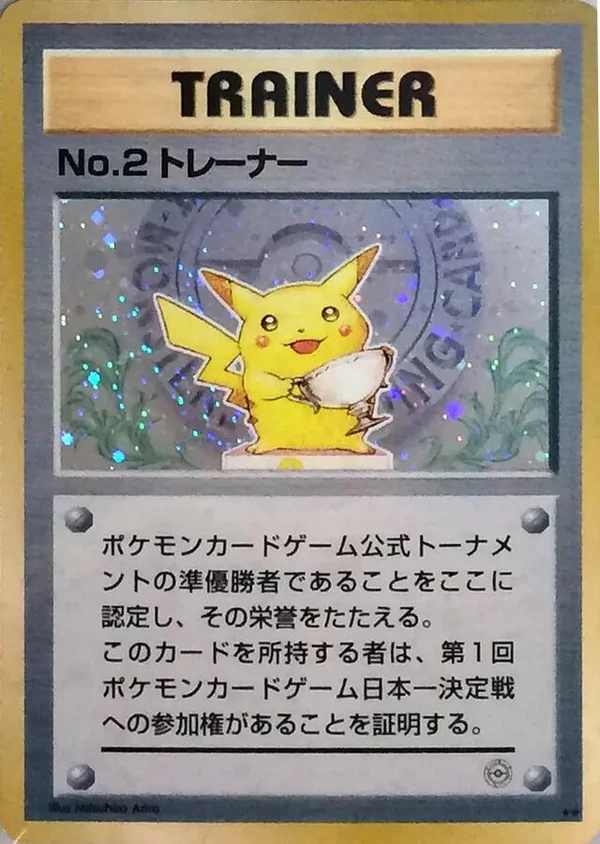 TRAINER
No.2 トレーナー
ポケモンカードゲーム公式トーナメ
ントの準優勝者であることをここに
認定し、その栄誉をたたえる。
このカードを所持する者は、第1回
ポケモンカードゲーム日本一決定戦
への参加権があることを証明する。
Illus. Mitsuhiro Arita
★★